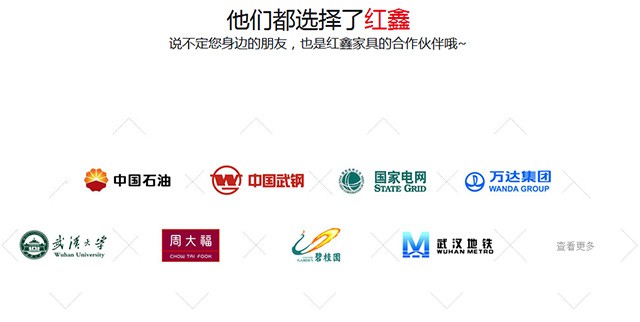 他们都选择了红鑫
说不定您身边的朋友，也是红鑫家具的合作伙伴哦~
中国石油
中国武钢
国家电网
STATE GRID
万达集团
WANDA GROUP
武汉大学
Wuhan University
周大福
CHOW TAI FOOK
碧桂园
武汉地铁
WUHAN METRO
查看更多